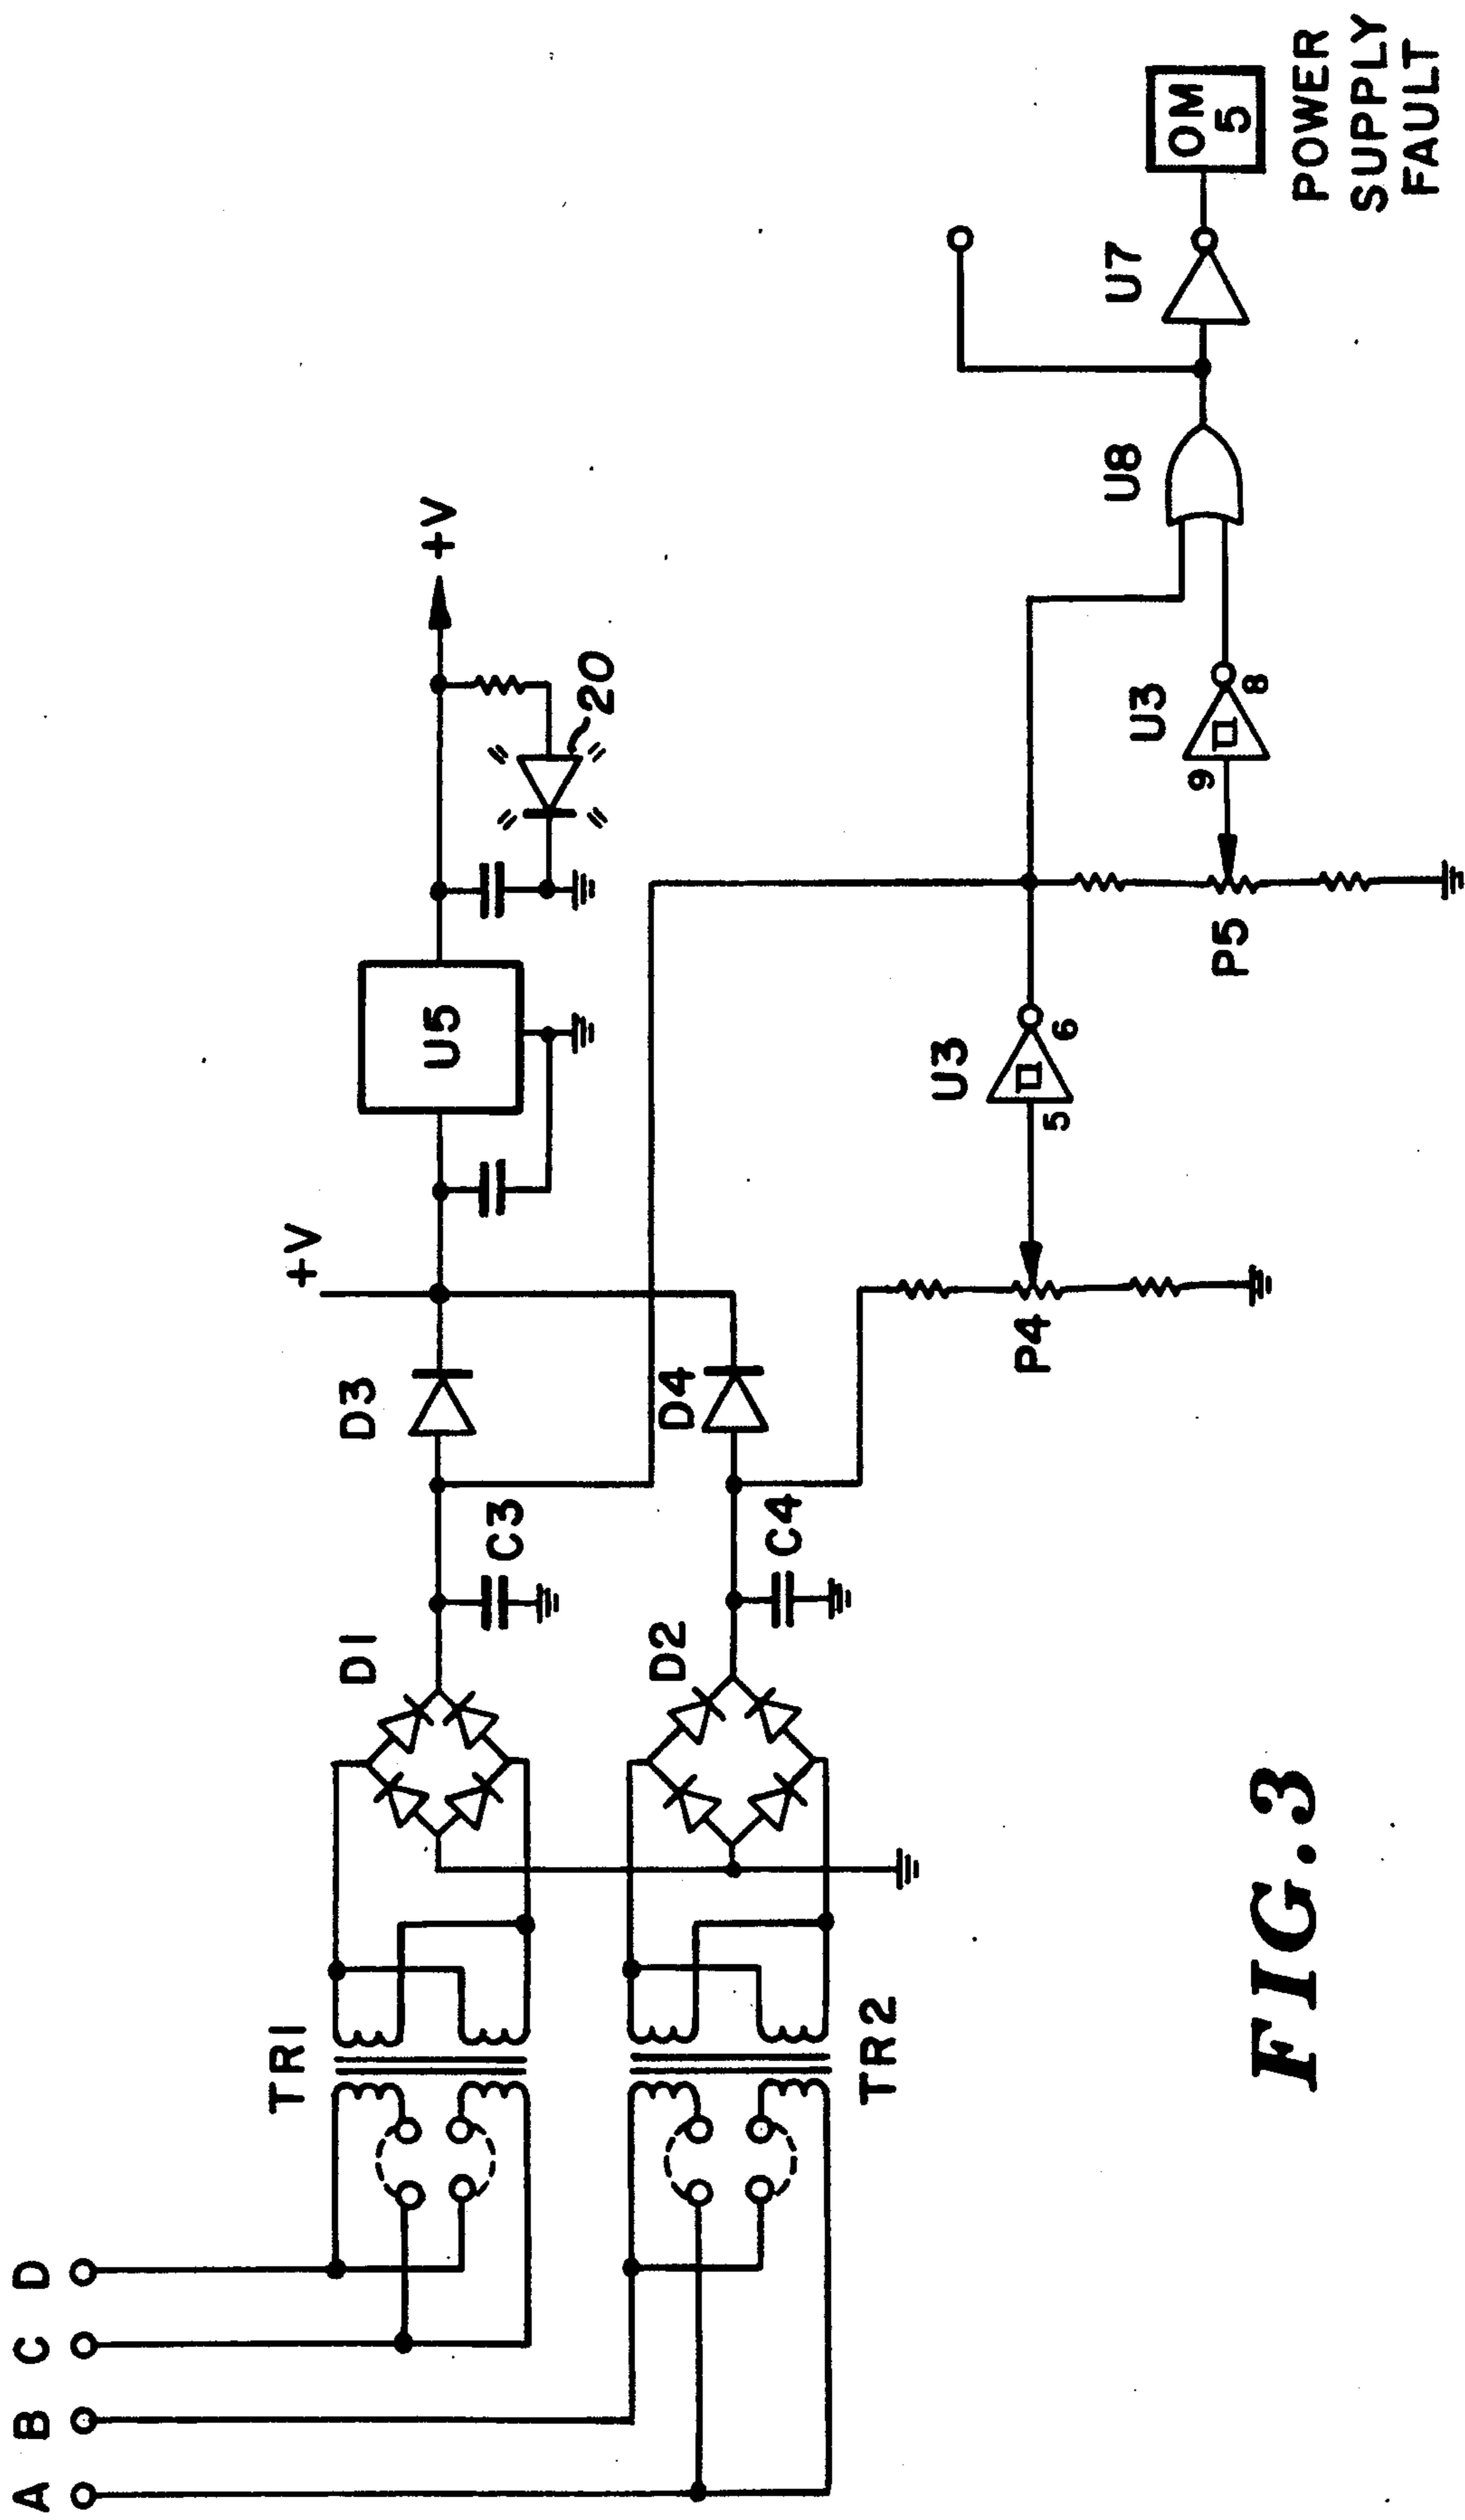 A
B
C
D
TR1
TR2
D1
D2
C3
C4
D3
D4
+V
U5
+V
20
P4
U3
5
6
P5
U3
9
8
U8
U7
OM
5
POWER
SUPPLY
FAULT
FIG. 3